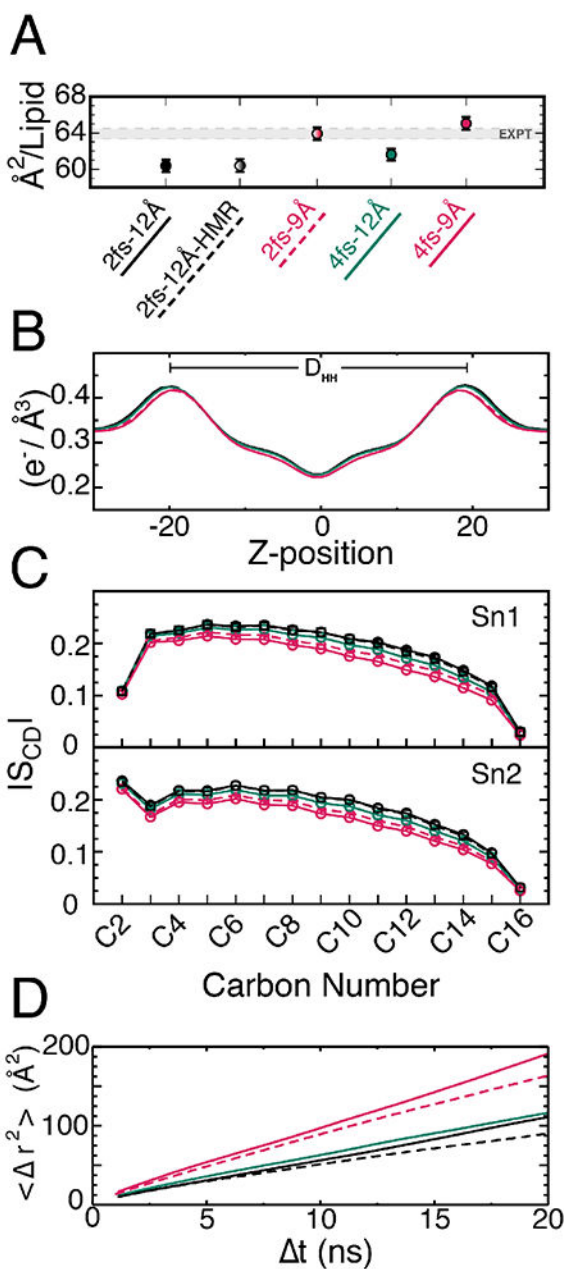 A
Å²/Lipid
68
64
60
EXPT
2fs-12Å
2fs-12Å-HMR
2fs-9Å
4fs-12Å
4fs-9Å
B
(e⁻/ Å³)
0.4
0.3
0.2
D_HH
-20 0 20
Z-position
C
|S_CD|
Sn1
0.2
0.1
0
Sn2
0.2
0.1
0
C2 C4 C6 C8 C10 C12 C14 C16
Carbon Number
D
<Δr²> (Å²)
200
100
0
0 5 10 15 20
Δt (ns)